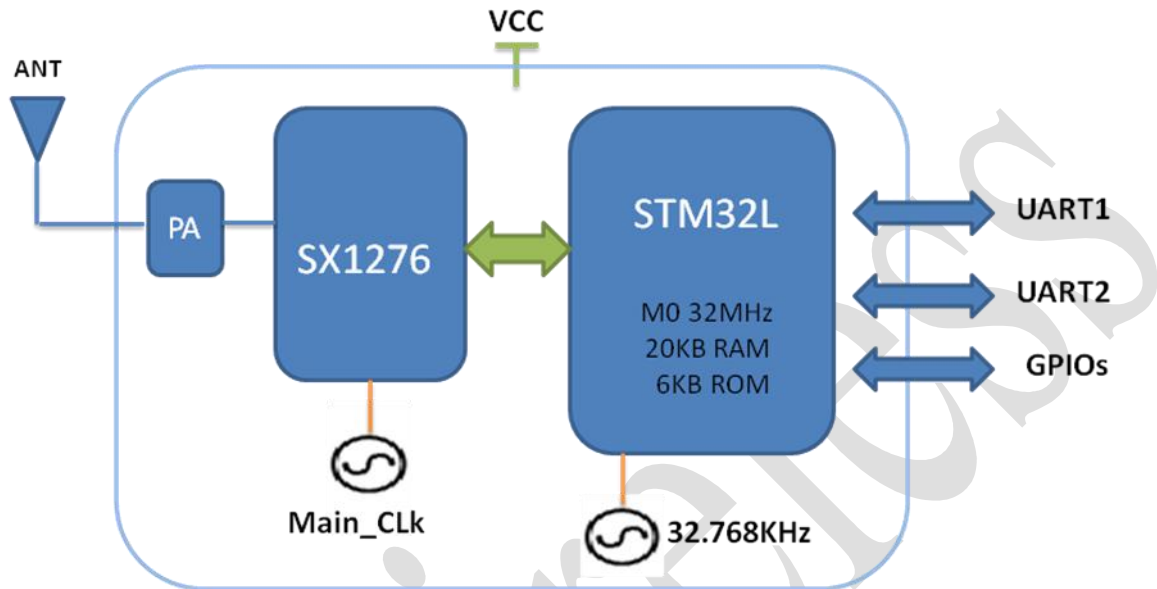 VCC
ANT
PA
SX1276
STM32L
M0 32MHz
20KB RAM
6KB ROM
UART1
UART2
GPIOs
Main_CLk
32.768KHz